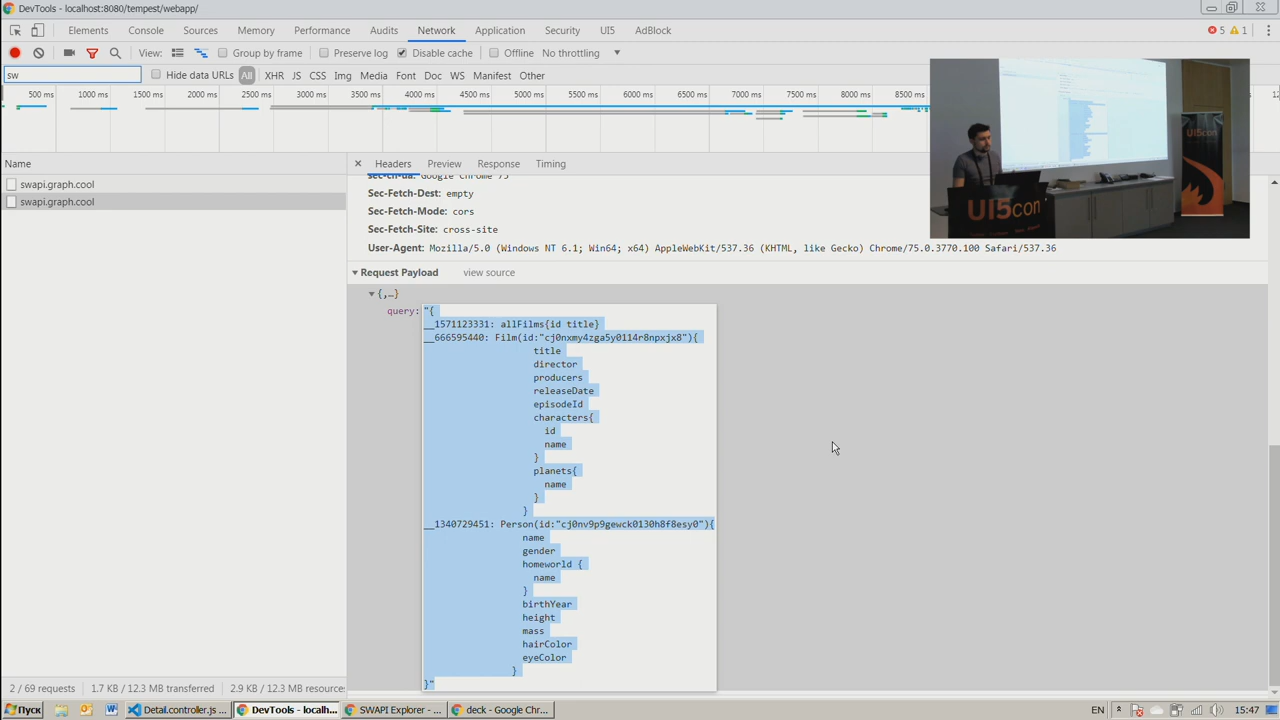 DevTools - localhost:8080/tempest/webapp/
Elements Console Sources Memory Performance Audits Network Application Security UI5 AdBlock 5 1
View: Group by frame Preserve log Disable cache Offline No throttling
sw Hide data URLs All XHR JS CSS Img Media Font Doc WS Manifest Other
500 ms 1000 ms 1500 ms 2000 ms 2500 ms 3000 ms 3500 ms 4000 ms 4500 ms 5000 ms 5500 ms 6000 ms 6500 ms 7000 ms 7500 ms 8000 ms 8500 ms
UI5con
UI5con
Name
swapi.graph.cool
swapi.graph.cool
Headers Preview Response Timing
sec-ch-ua: Google Chrome 75
Sec-Fetch-Dest: empty
Sec-Fetch-Mode: cors
Sec-Fetch-Site: cross-site
User-Agent: Mozilla/5.0 (Windows NT 6.1; Win64; x64) AppleWebKit/537.36 (KHTML, like Gecko) Chrome/75.0.3770.100 Safari/537.36
Request Payload view source
{,…}
query: "{
__1571123331: allFilms{id title}
__666595440: Film(id:"cj0nxmy4zga5y0114r8npxjx8"){
title
director
producers
releaseDate
episodeId
characters{
id
name
}
planets{
name
}
}
__1340729451: Person(id:"cj0nv9p9gewck0130h8f8esy0"){
name
gender
homeworld {
name
}
birthYear
height
mass
hairColor
eyeColor
}
}"
2 / 69 requests 1.7 KB / 12.3 MB transferred 2.9 KB / 12.3 MB resource
Пуск Detail.controller.js ... DevTools - localh... SWAPI Explorer - ... deck - Google Chr... EN 15:47